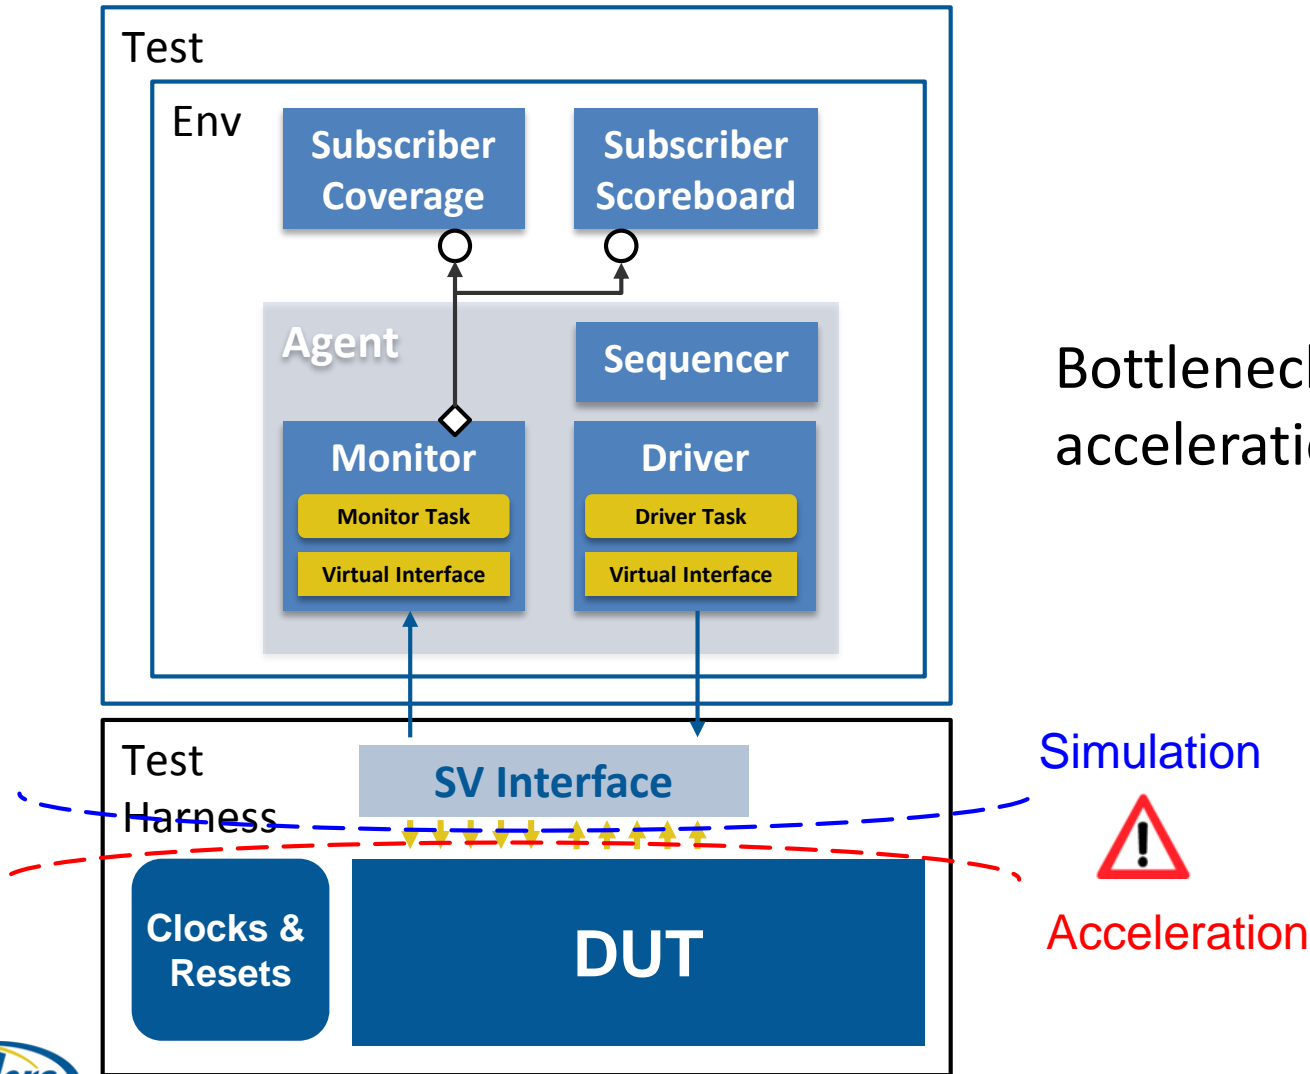 Test
Env
Subscriber
Coverage
Subscriber
Scoreboard
Agent
Sequencer
Monitor
Monitor Task
Virtual Interface
Driver
Driver Task
Virtual Interface
Test
Harness
SV Interface
Clocks &
Resets
DUT
Simulation
Acceleration